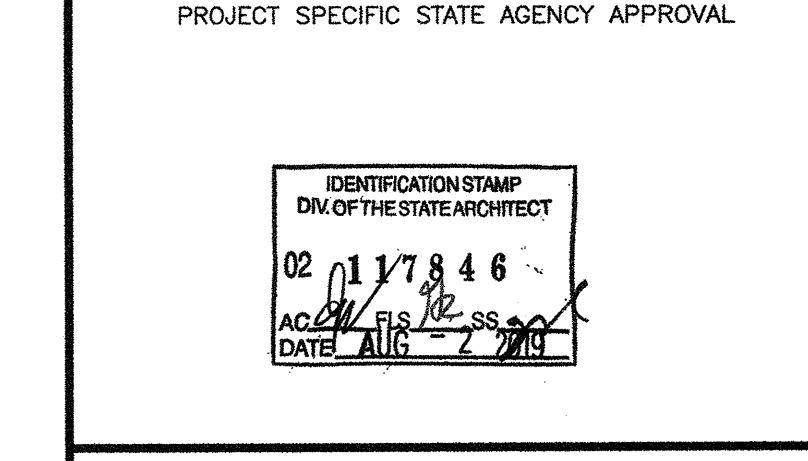 PROJECT SPECIFIC STATE AGENCY APPROVAL
IDENTIFICATION STAMP
DIV. OF THE STATE ARCHITECT
02 117846
AC FLS SS
DATE AUG - 2 2019